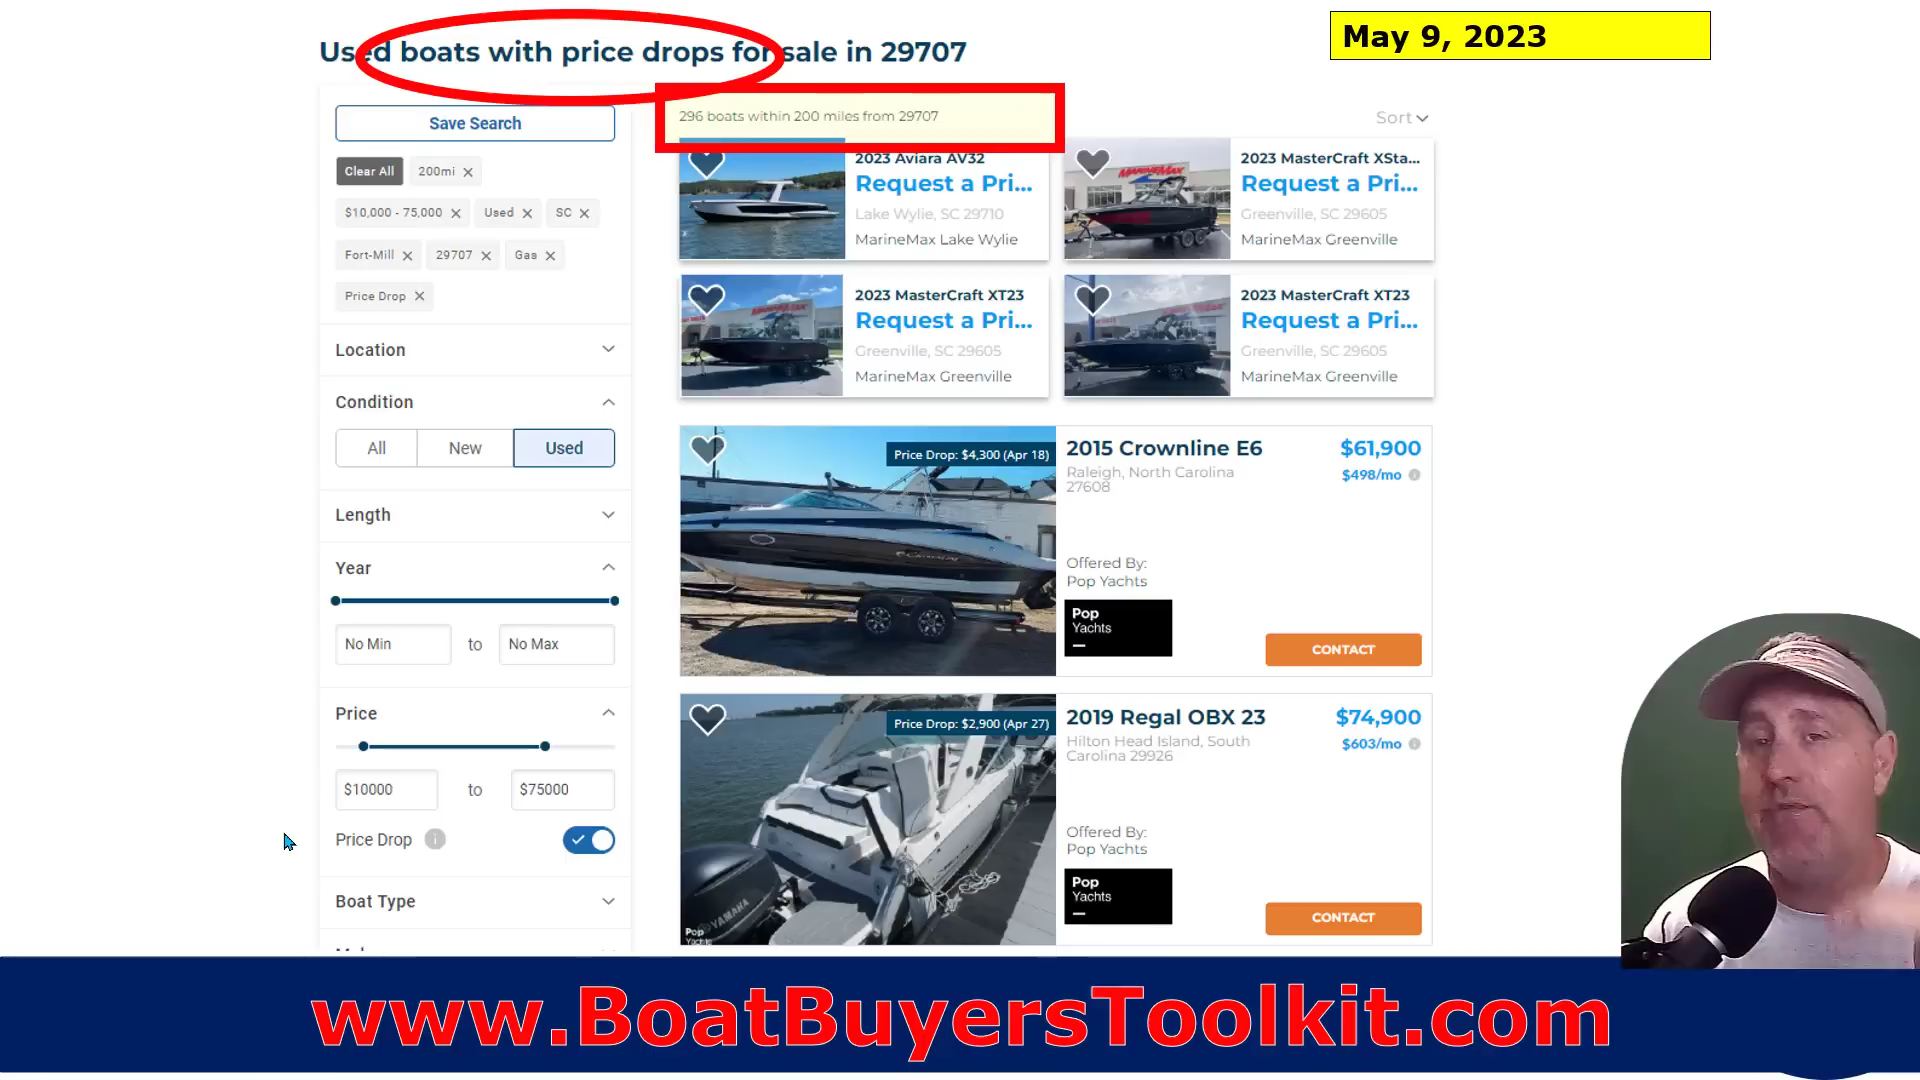 Used boats with price drops for sale in 29707
May 9, 2023
Save Search
Clear All
200mi
$10,000 - 75,000
Used
SC
Fort-Mill
29707
Gas
Price Drop
Location
Condition
All
New
Used
Length
Year
No Min
to
No Max
Price
$10000
to
$75000
Price Drop
Boat Type
296 boats within 200 miles from 29707
Sort
2023 Aviara AV32
Request a Pri...
Lake Wylie, SC 29710
MarineMax Lake Wylie
2023 MasterCraft XSta...
Request a Pri...
Greenville, SC 29605
MarineMax Greenville
2023 MasterCraft XT23
Request a Pri...
Greenville, SC 29605
MarineMax Greenville
2023 MasterCraft XT23
Request a Pri...
Greenville, SC 29605
MarineMax Greenville
Price Drop: $4,300 (Apr 18)
2015 Crownline E6
$61,900
Raleigh, North Carolina
27608
$498/mo
Offered By:
Pop Yachts
Pop
Yachts
CONTACT
Price Drop: $2,900 (Apr 27)
2019 Regal OBX 23
$74,900
Hilton Head Island, South
Carolina 29926
$603/mo
Offered By:
Pop Yachts
Pop
Yachts
CONTACT
YAMAHA
Pop
Yachts
www.BoatBuyersToolkit.com